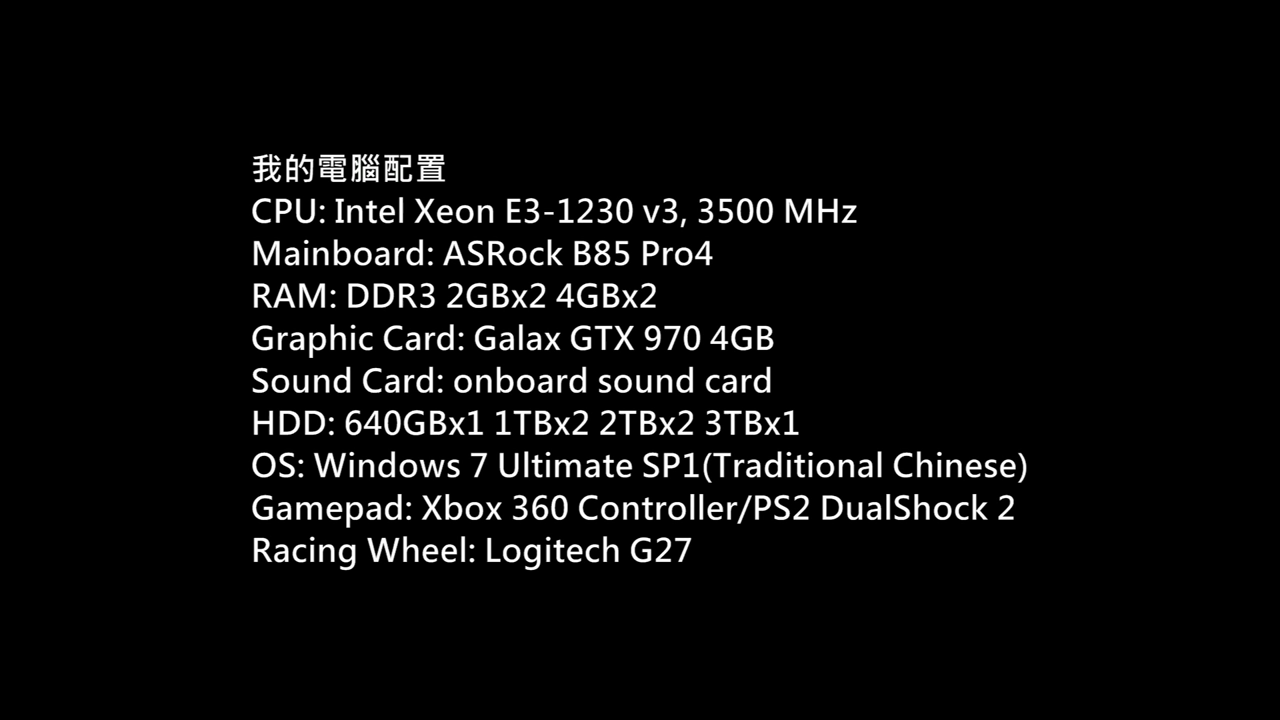 我的電腦配置
CPU: Intel Xeon E3-1230 v3, 3500 MHz
Mainboard: ASRock B85 Pro4
RAM: DDR3 2GBx2 4GBx2
Graphic Card: Galax GTX 970 4GB
Sound Card: onboard sound card
HDD: 640GBx1 1TBx2 2TBx2 3TBx1
OS: Windows 7 Ultimate SP1(Traditional Chinese)
Gamepad: Xbox 360 Controller/PS2 DualShock 2
Racing Wheel: Logitech G27